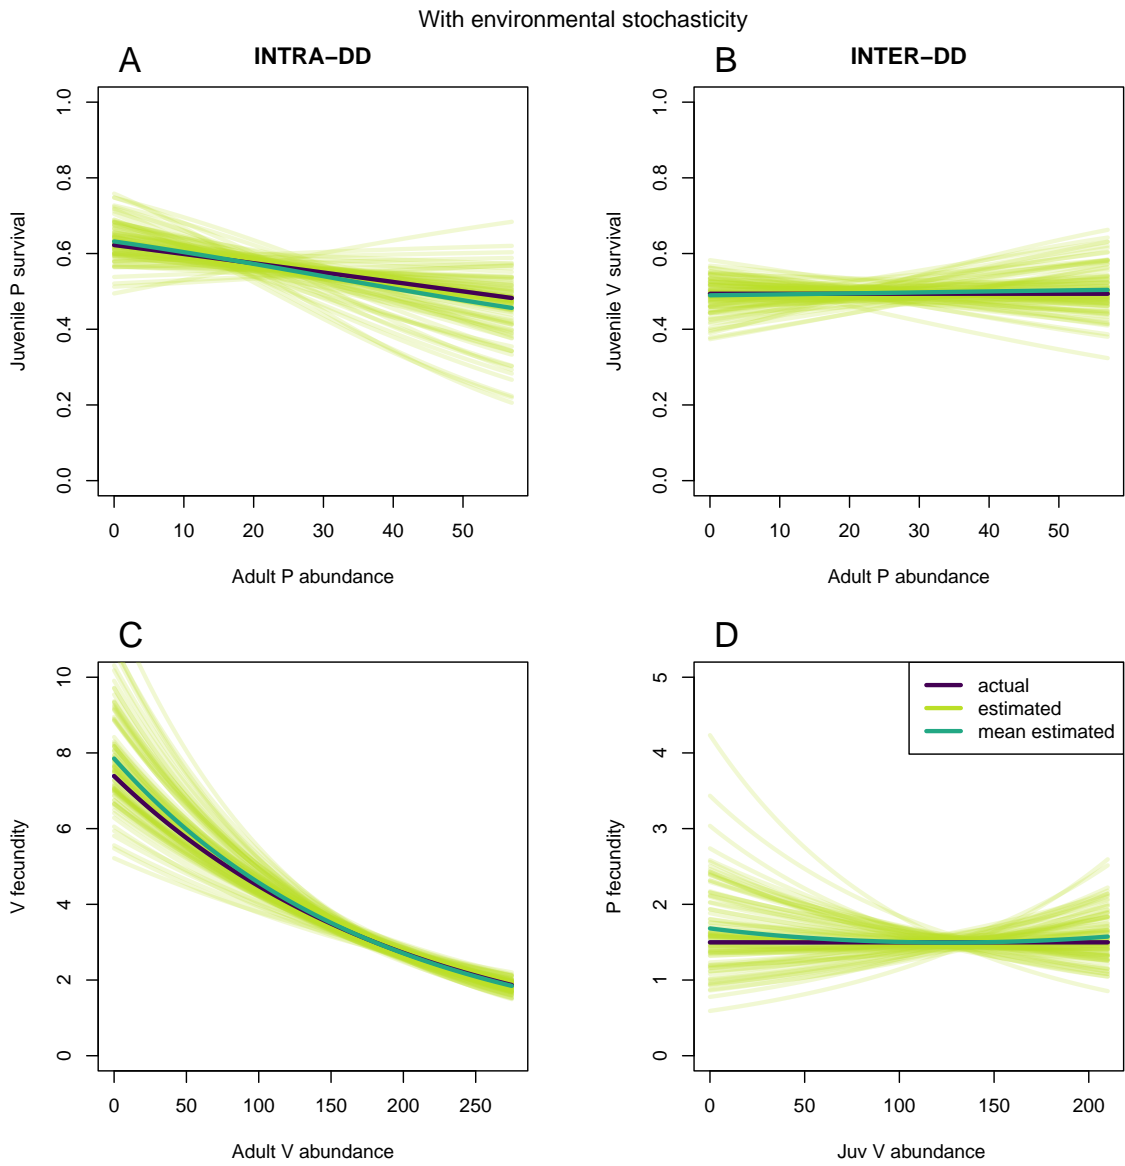 With environmental stochasticity
A
INTRA−DD
B
INTER−DD
Juvenile P survival
0.0
0.2
0.4
0.6
0.8
1.0
0 10 20 30 40 50
Adult P abundance
Juvenile V survival
0.0
0.2
0.4
0.6
0.8
1.0
0 10 20 30 40 50
Adult P abundance
C
V fecundity
0
2
4
6
8
10
0 50 100 150 200 250
Adult V abundance
D
P fecundity
0
1
2
3
4
5
0 50 100 150 200
Juv V abundance
actual
estimated
mean estimated